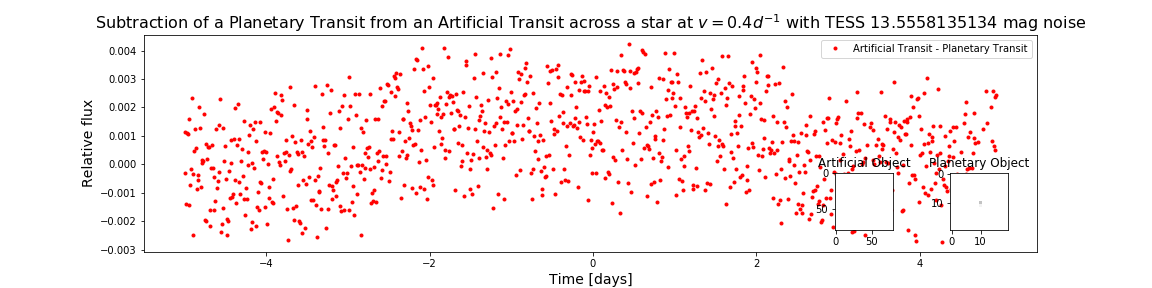 Subtraction of a Planetary Transit from an Artificial Transit across a star at v = 0.4d⁻¹ with TESS 13.5558135134 mag noise
Artificial Transit - Planetary Transit
Relative flux
0.004
0.003
0.002
0.001
0.000
−0.001
−0.002
−0.003
Artificial Object
0
50
0 50
Planetary Object
0
10
0 10
−4 −2 0 2 4
Time [days]